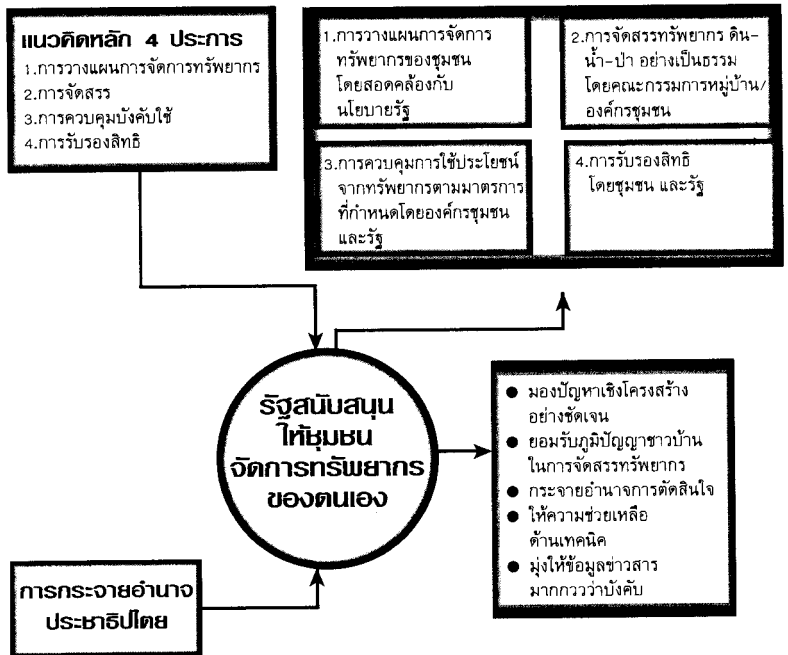 แนวคิดหลัก 4 ประการ
1.การวางแผนการจัดการทรัพยากร
2.การจัดสรร
3.การควบคุมบังคับใช้
4.การรับรองสิทธิ
1.การวางแผนการจัดการ
ทรัพยากรของชุมชน
โดยสอดคล้องกับ
นโยบายรัฐ
2.การจัดสรรทรัพยากร ดิน-
น้ำ-ป่า อย่างเป็นธรรม
โดยคณะกรรมการหมู่บ้าน/
องค์กรชุมชน
3.การควบคุมการใช้ประโยชน์
จากทรัพยากรตามมาตรการ
ที่กำหนดโดยองค์กรชุมชน
และรัฐ
4.การรับรองสิทธิ
โดยชุมชน และรัฐ
รัฐสนับสนุน
ให้ชุมชน
จัดการทรัพยากร
ของตนเอง
● มองปัญหาเชิงโครงสร้าง
อย่างชัดเจน
● ยอมรับภูมิปัญญาชาวบ้าน
ในการจัดสรรทรัพยากร
● กระจายอำนาจการตัดสินใจ
● ให้ความช่วยเหลือ
ด้านเทคนิค
● มุ่งให้ข้อมูลข่าวสาร
มากกววว่าบังคับ
การกระจายอำนาจ
ประชาธิปไตย